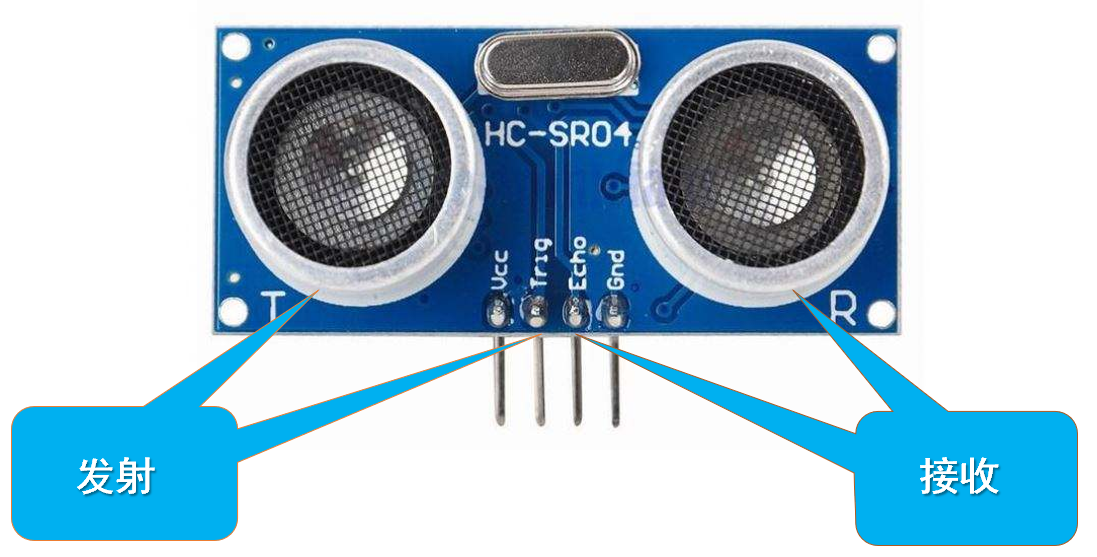 HC-SR04
Vcc
Trig
Echo
Gnd
T
R
发射
接收